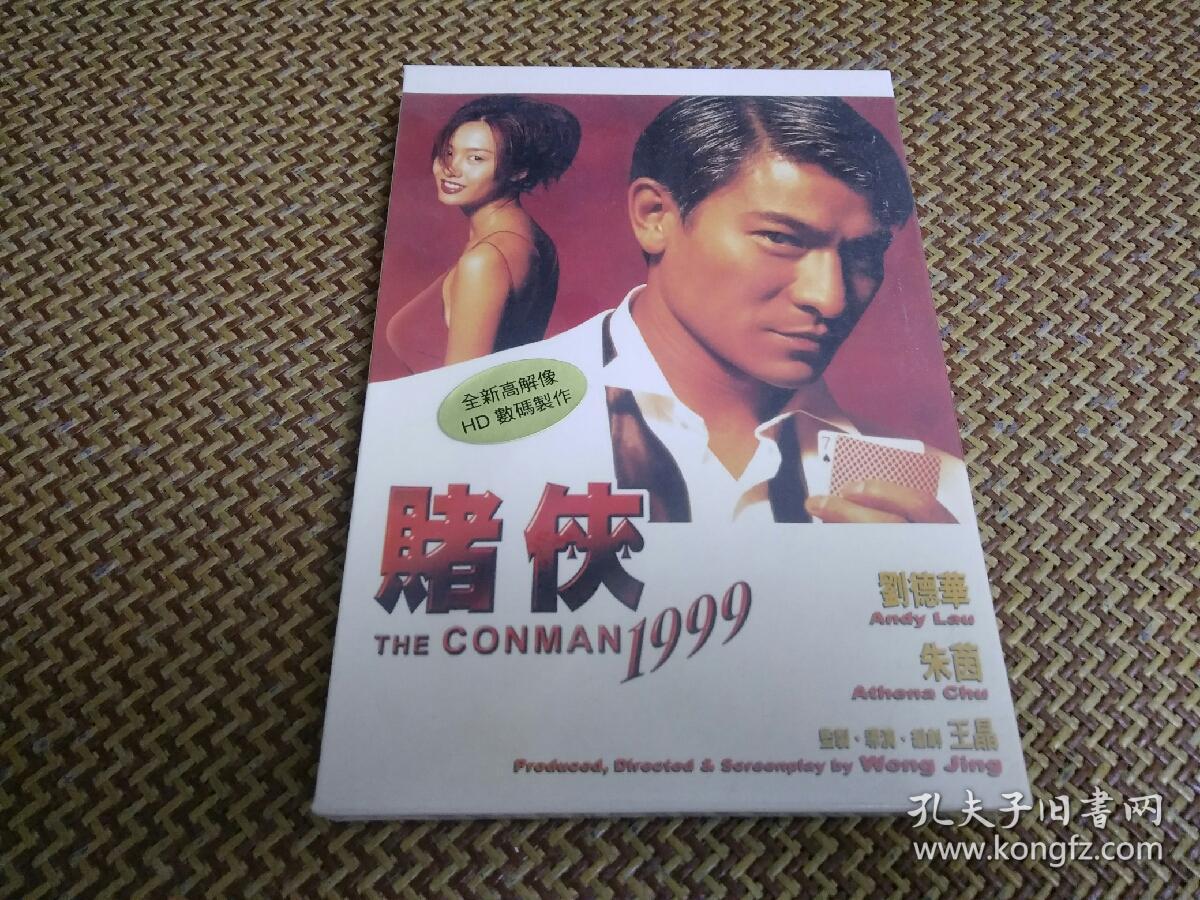 全新高解像
HD 數碼製作
7
賭俠
THE CONMAN 1999
劉德華
Andy Lau
朱茵
Athena Chu
監製·導演·編劇 王晶
Produced, Directed & Screenplay by Wong Jing
孔夫子旧书网
www.kongfz.com